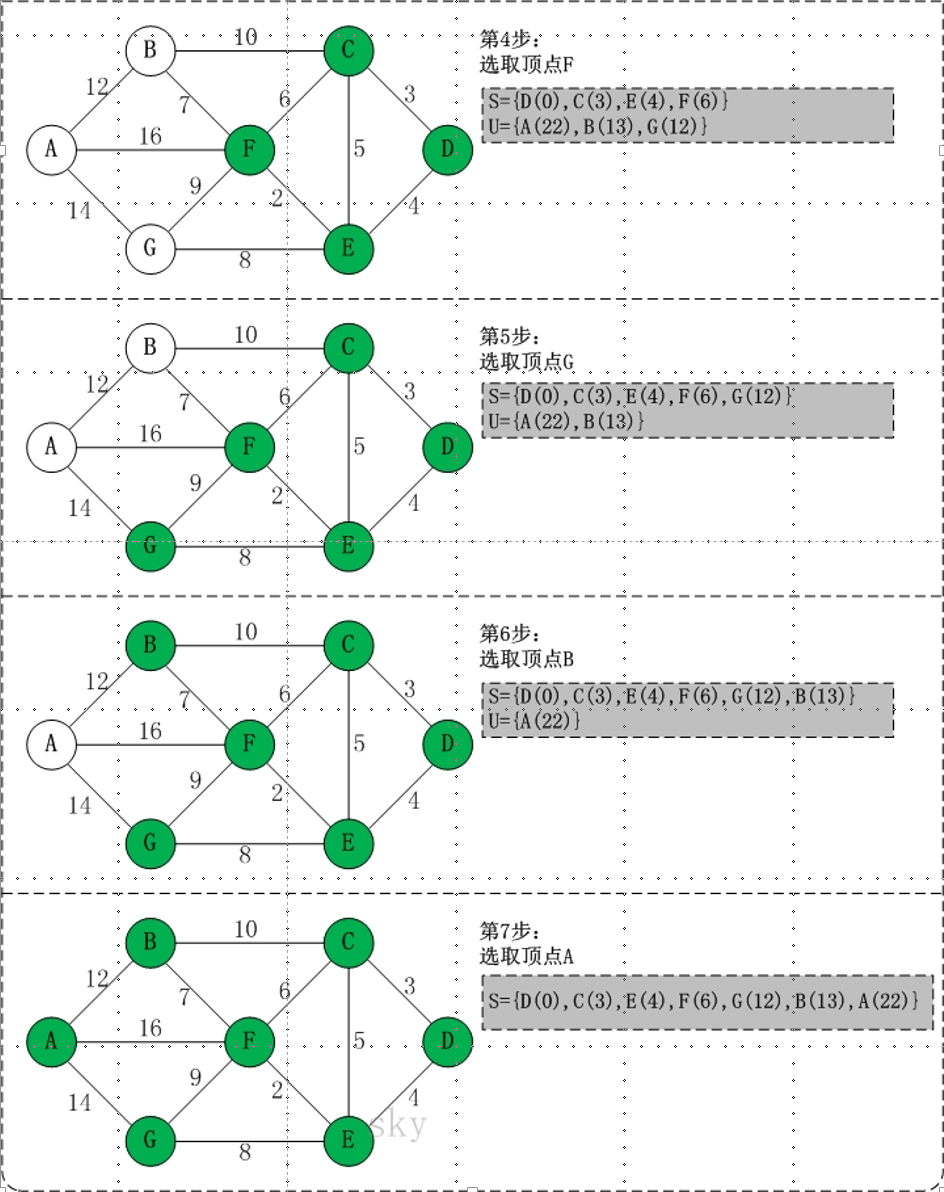 B
10
C
12
7
6
3
A
16
F
5
D
14
9
2
4
G
8
E
第4步：
选取顶点F
S={D(0),C(3),E(4),F(6)}
U={A(22),B(13),G(12)}
B
10
C
12
7
6
3
A
16
F
5
D
14
9
2
4
G
8
E
第5步：
选取顶点G
S={D(0),C(3),E(4),F(6),G(12)}
U={A(22),B(13)}
B
10
C
12
7
6
3
A
16
F
5
D
14
9
2
4
G
8
E
第6步：
选取顶点B
S={D(0),C(3),E(4),F(6),G(12),B(13)}
U={A(22)}
B
10
C
12
7
6
3
A
16
F
5
D
14
9
2
4
G
8
E
sky
第7步：
选取顶点A
S={D(0),C(3),E(4),F(6),G(12),B(13),A(22)}